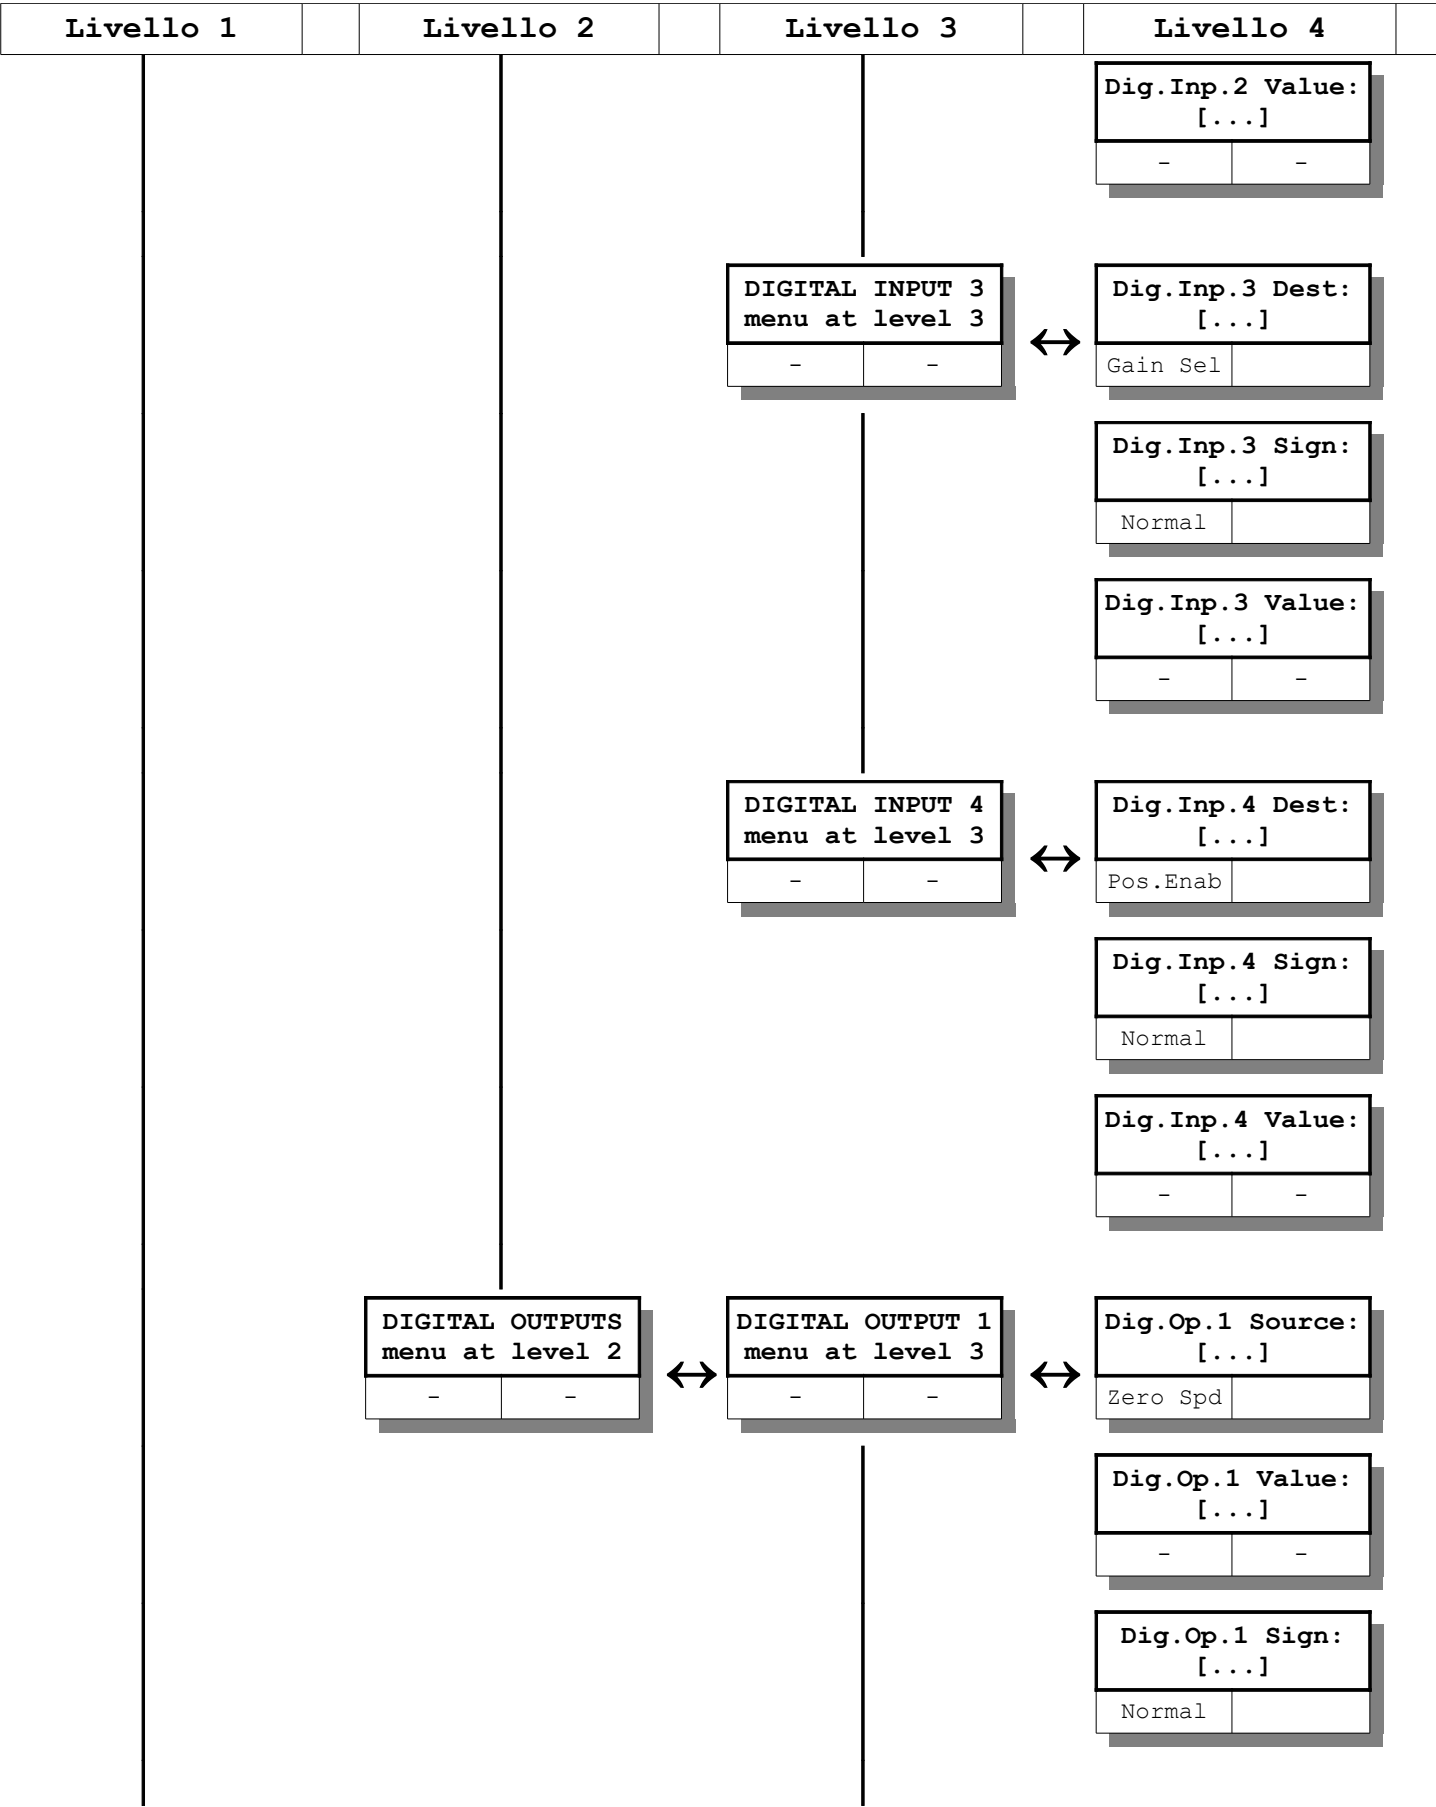 Livello 1 Livello 2 Livello 3 Livello 4
Dig.Inp.2 Value:
[...]
- -
DIGITAL INPUT 3
menu at level 3
- -
Dig.Inp.3 Dest:
[...]
Gain Sel
Dig.Inp.3 Sign:
[...]
Normal
Dig.Inp.3 Value:
[...]
- -
DIGITAL INPUT 4
menu at level 3
- -
Dig.Inp.4 Dest:
[...]
Pos.Enab
Dig.Inp.4 Sign:
[...]
Normal
Dig.Inp.4 Value:
[...]
- -
DIGITAL OUTPUTS
menu at level 2
- -
DIGITAL OUTPUT 1
menu at level 3
- -
Dig.Op.1 Source:
[...]
Zero Spd
Dig.Op.1 Value:
[...]
- -
Dig.Op.1 Sign:
[...]
Normal